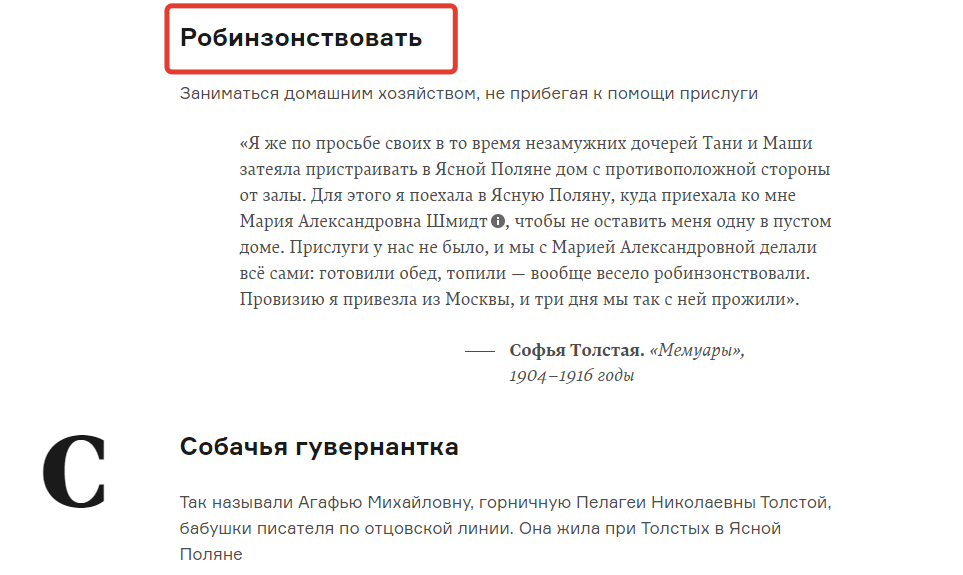 Робинзонствовать
Заниматься домашним хозяйством, не прибегая к помощи прислуги
«Я же по просьбе своих в то время незамужних дочерей Тани и Маши
затеяла пристраивать в Ясной Поляне дом с противоположной стороны
от залы. Для этого я поехала в Ясную Поляну, куда приехала ко мне
Мария Александровна Шмидт, чтобы не оставить меня одну в пустом
доме. Прислуги у нас не было, и мы с Марией Александровной делали
всё сами: готовили обед, топили — вообще весело робинзонствовали.
Провизию я привезла из Москвы, и три дня мы так с ней прожили».
— Софья Толстая. «Мемуары»,
1904–1916 годы
С
Собачья гувернантка
Так называли Агафью Михайловну, горничную Пелагеи Николаевны Толстой,
бабушки писателя по отцовской линии. Она жила при Толстых в Ясной
Поляне